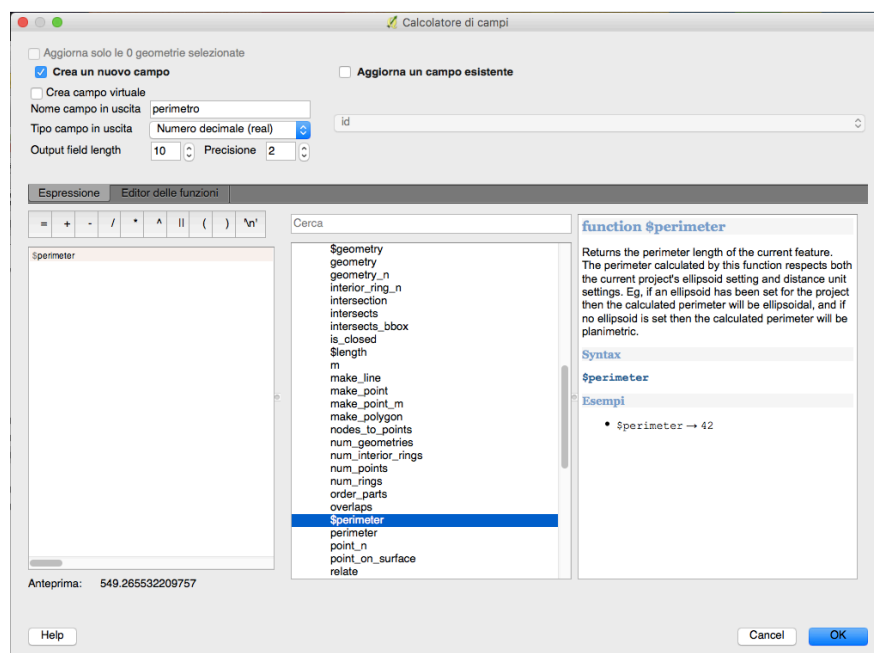 Calcolatore di campi
Aggiorna solo le 0 geometrie selezionate
Crea un nuovo campo
Aggiorna un campo esistente
Crea campo virtuale
Nome campo in uscita perimetro
Tipo campo in uscita Numero decimale (real)
id
Output field length 10 Precisione 2
Espressione Editor delle funzioni
= + - / * ^ || ( ) '\n'
Cerca
$perimeter
$geometry
geometry
geometry_n
interior_ring_n
intersection
intersects
intersects_bbox
is_closed
$length
m
make_line
make_point
make_point_m
make_polygon
nodes_to_points
num_geometries
num_interior_rings
num_points
num_rings
order_parts
overlaps
$perimeter
perimeter
point_n
point_on_surface
relate
function $perimeter
Returns the perimeter length of the current feature.
The perimeter calculated by this function respects both
the current project's ellipsoid setting and distance unit
settings. Eg, if an ellipsoid has been set for the project
then the calculated perimeter will be ellipsoidal, and if
no ellipsoid is set then the calculated perimeter will be
planimetric.
Syntax
$perimeter
Esempi
• $perimeter → 42
Anteprima: 549.265532209757
Help
Cancel
OK